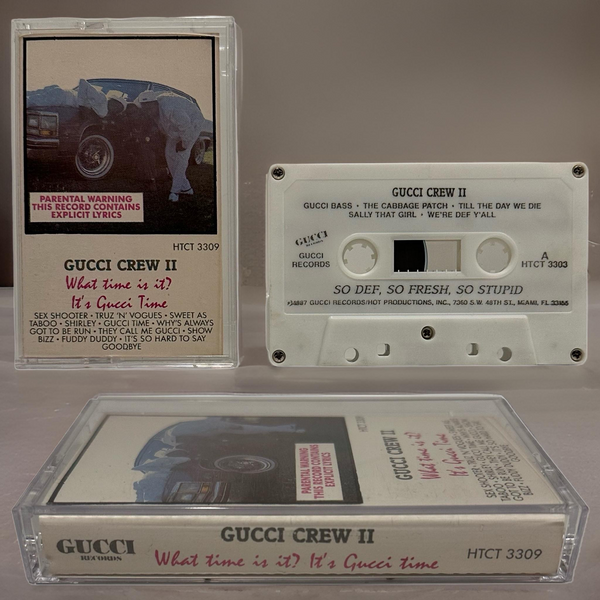 PARENTAL WARNING
THIS RECORD CONTAINS
EXPLICIT LYRICS
HTCT 3309
GUCCI CREW II
What time is it?
It's Gucci Time
SEX SHOOTER • TRUZ 'N' VOGUES • SWEET AS
TABOO • SHIRLEY • GUCCI TIME • WHY'S ALWAYS
GOT TO BE RUN • THEY CALL ME GUCCI • SHOW
BIZZ • FUDDY DUDDY • IT'S SO HARD TO SAY
GOODBYE
GUCCI CREW II
GUCCI BASS • THE CABBAGE PATCH • TILL THE DAY WE DIE
SALLY THAT GIRL • WE'RE DEF Y'ALL
GUCCI
RECORDS
GUCCI
RECORDS
A
HTCT 3303
SO DEF, SO FRESH, SO STUPID
1987 GUCCI RECORDS/HOT PRODUCTIONS, INC., 7360 S.W. 48TH ST., MIAMI, FL 33155
PARENTAL WARNING
THIS RECORD CONTAINS
EXPLICIT LYRICS
GUCCI CREW II
What time is it?
It's Gucci Time
GUCCI
RECORDS
GUCCI CREW II
What time is it? It's Gucci time
HTCT 3309